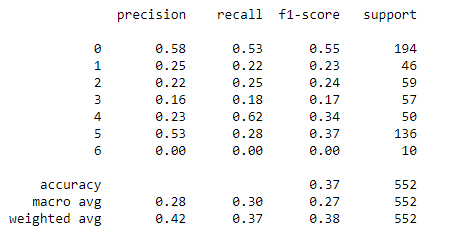 precision recall f1-score support
0 0.58 0.53 0.55 194
1 0.25 0.22 0.23 46
2 0.22 0.25 0.24 59
3 0.16 0.18 0.17 57
4 0.23 0.62 0.34 50
5 0.53 0.28 0.37 136
6 0.00 0.00 0.00 10
accuracy 0.37 552
macro avg 0.28 0.30 0.27 552
weighted avg 0.42 0.37 0.38 552